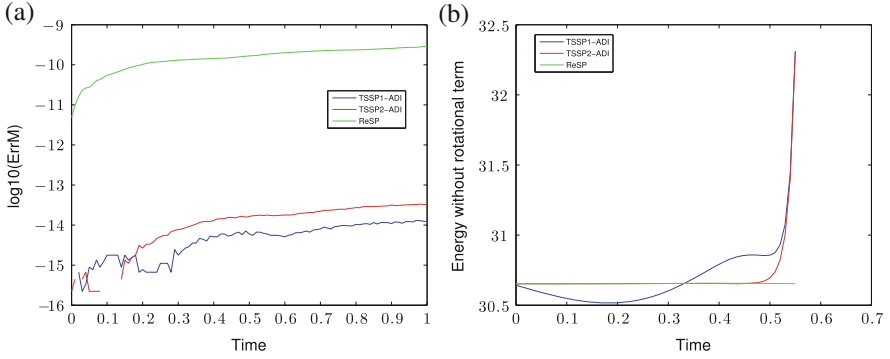 (a)
−9
−10
−11
−12
−13
−14
−15
−16
log10(ErrM)
TSSP1−ADI
TSSP2−ADI
ReSP
0 0.1 0.2 0.3 0.4 0.5 0.6 0.7 0.8 0.9 1
Time
(b)
32.5
32
31.5
31
30.5
Energy without rotational term
TSSP1−ADI
TSSP2−ADI
ReSP
0 0.1 0.2 0.3 0.4 0.5 0.6 0.7
Time